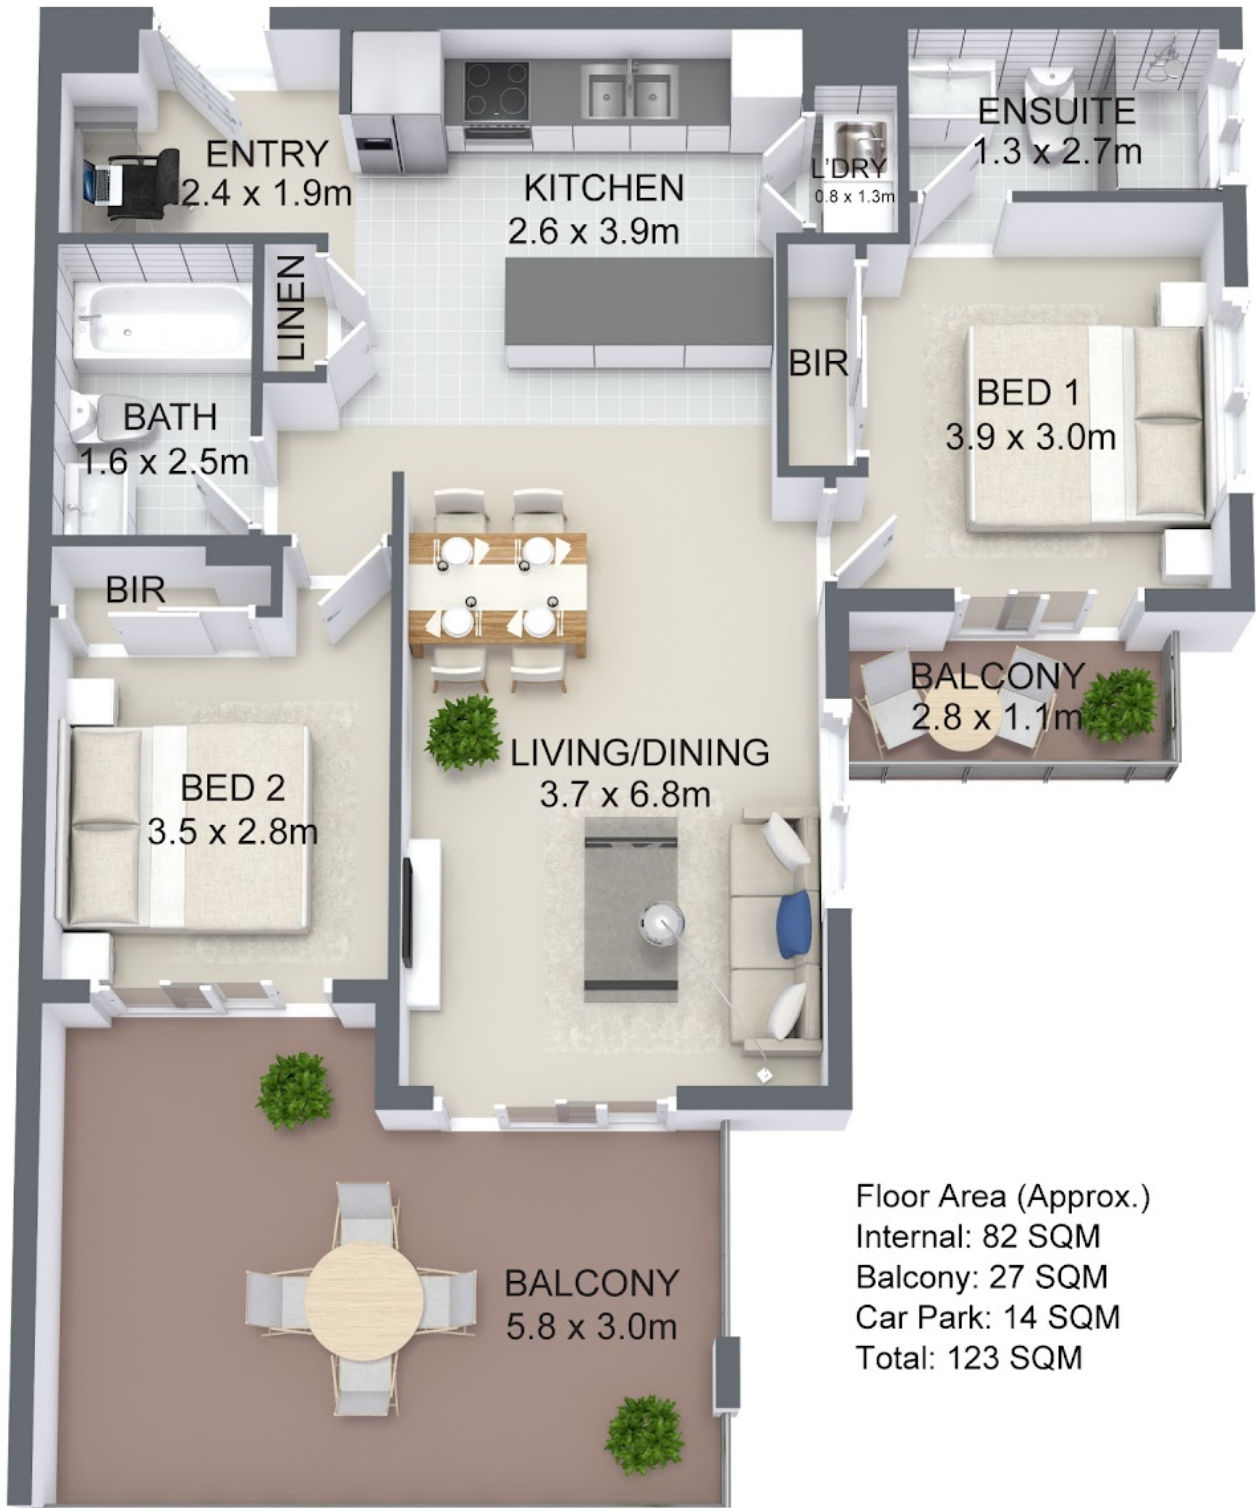 ENTRY
2.4 x 1.9m
KITCHEN
2.6 x 3.9m
L'DRY
0.8 x 1.3m
ENSUITE
1.3 x 2.7m
LINEN
BATH
1.6 x 2.5m
BIR
BED 1
3.9 x 3.0m
BIR
BED 2
3.5 x 2.8m
LIVING/DINING
3.7 x 6.8m
BALCONY
2.8 x 1.1m
BALCONY
5.8 x 3.0m
Floor Area (Approx.)
Internal: 82 SQM
Balcony: 27 SQM
Car Park: 14 SQM
Total: 123 SQM